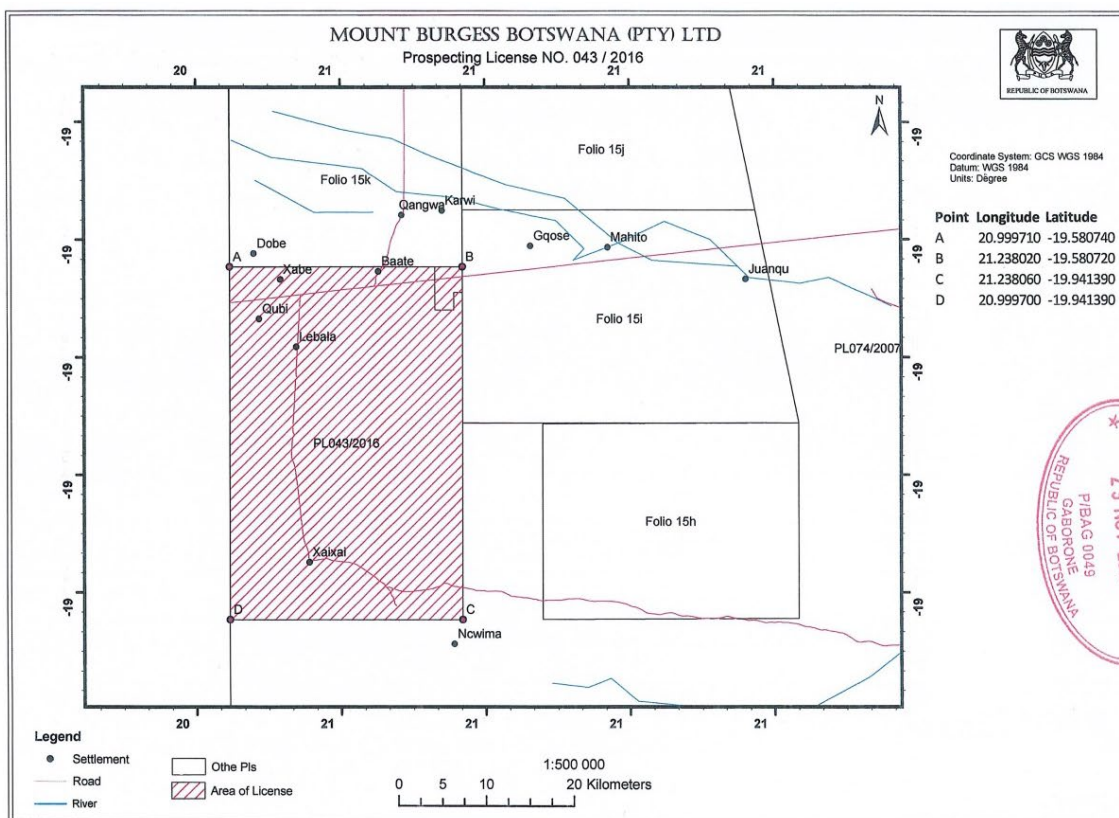 MOUNT BURGESS BOTSWANA (PTY) LTD
Prospecting License NO. 043 / 2016
REPUBLIC OF BOTSWANA
20 21 21 21 21
-19
-19
-19
-19
-19
-19
-19
-19
-19
-19
N
Folio 15j
Folio 15k
Qangwa
Karwi
Dobe
Gqose
Mahito
A
B
Xabe
Baate
Juanqu
Qubi
Folio 15i
Lebala
PL074/2007
PL043/2016
Folio 15h
Xaixai
D
C
Ncwima
20 21 21 21 21
Coordinate System: GCS WGS 1984
Datum: WGS 1984
Units: Degree
Point Longitude Latitude
A 20.999710 -19.580740
B 21.238020 -19.580720
C 21.238060 -19.941390
D 20.999700 -19.941390
P/BAG 0049
GABORONE
REPUBLIC OF BOTSWANA
Legend
Settlement
Road
River
Othe Pls
Area of License
1:500 000
0 5 10 20 Kilometers